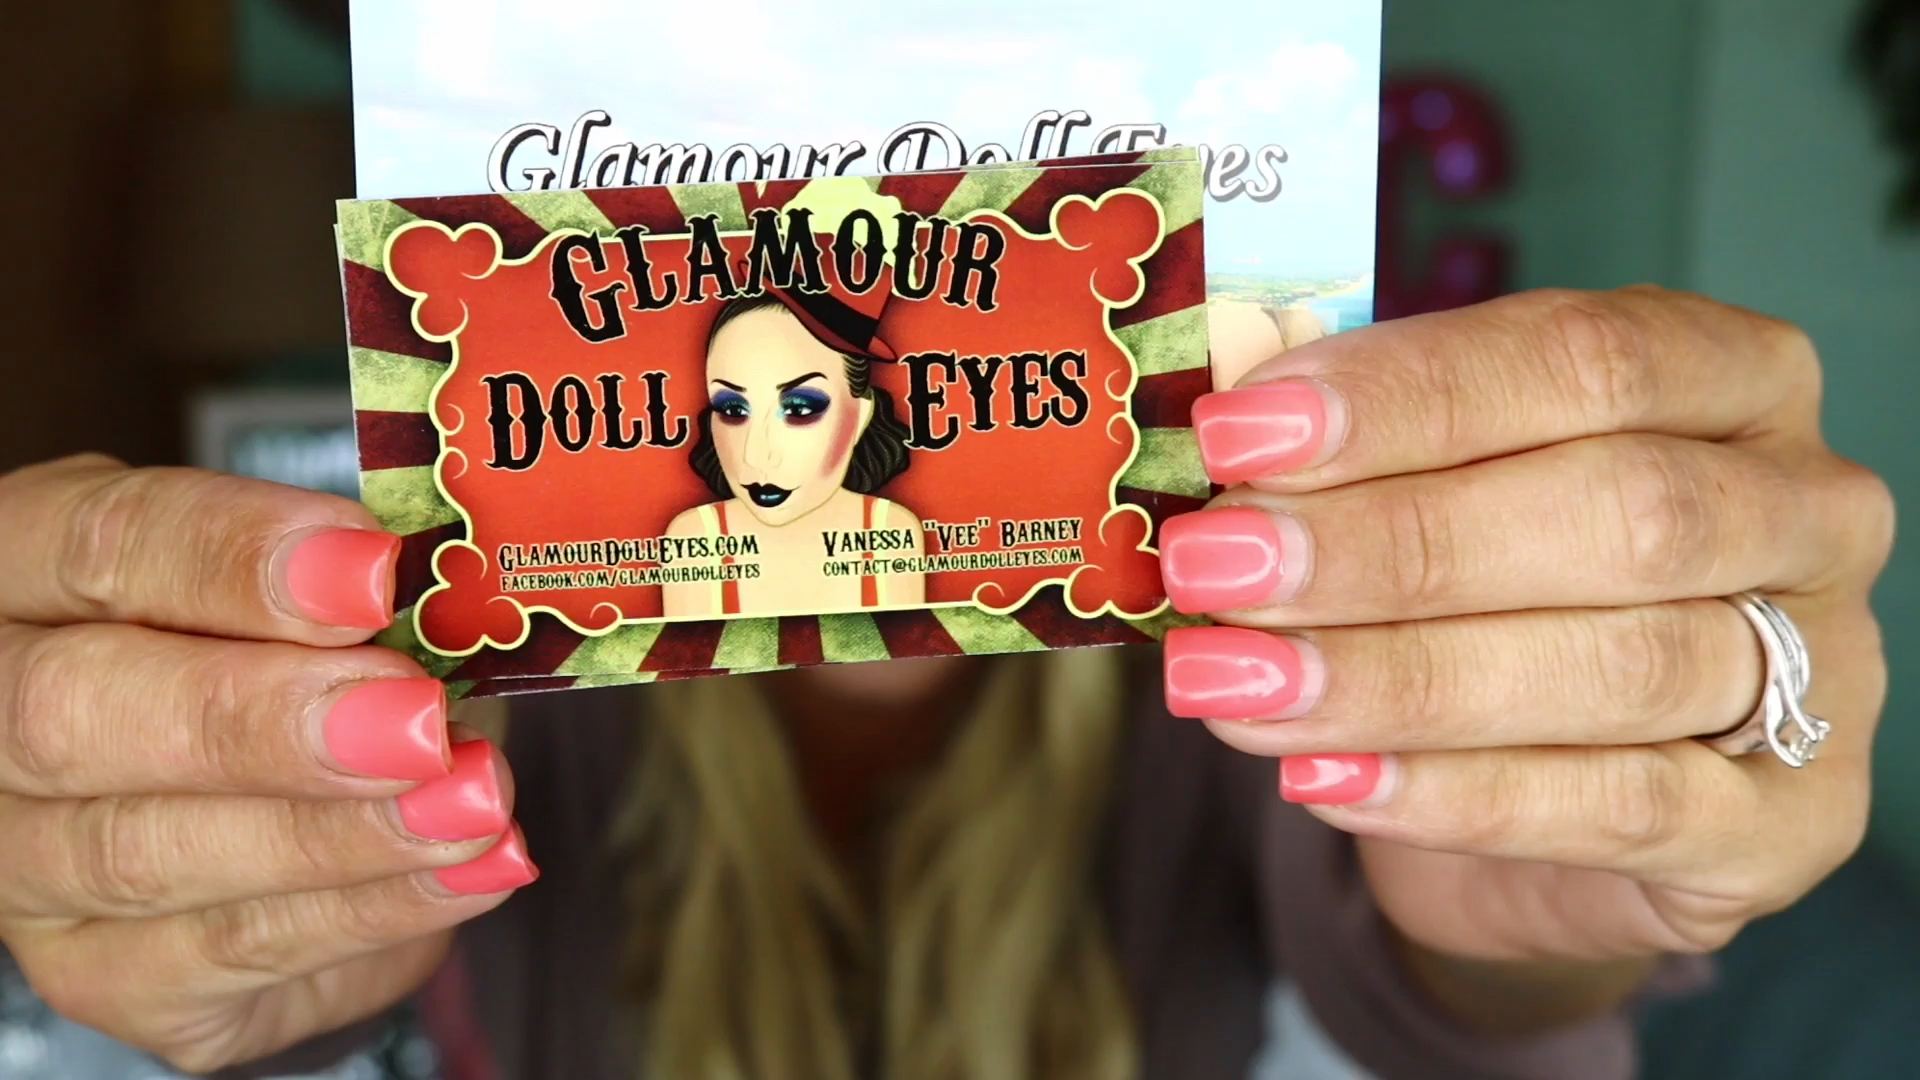 Glamour Doll Eyes
GLAMOUR
DOLL EYES
GLAMOURDOLLEYES.COM
FACEBOOK.COM/GLAMOURDOLLEYES
VANESSA "VEE" BARNEY
CONTACT@GLAMOURDOLLEYES.COM
C